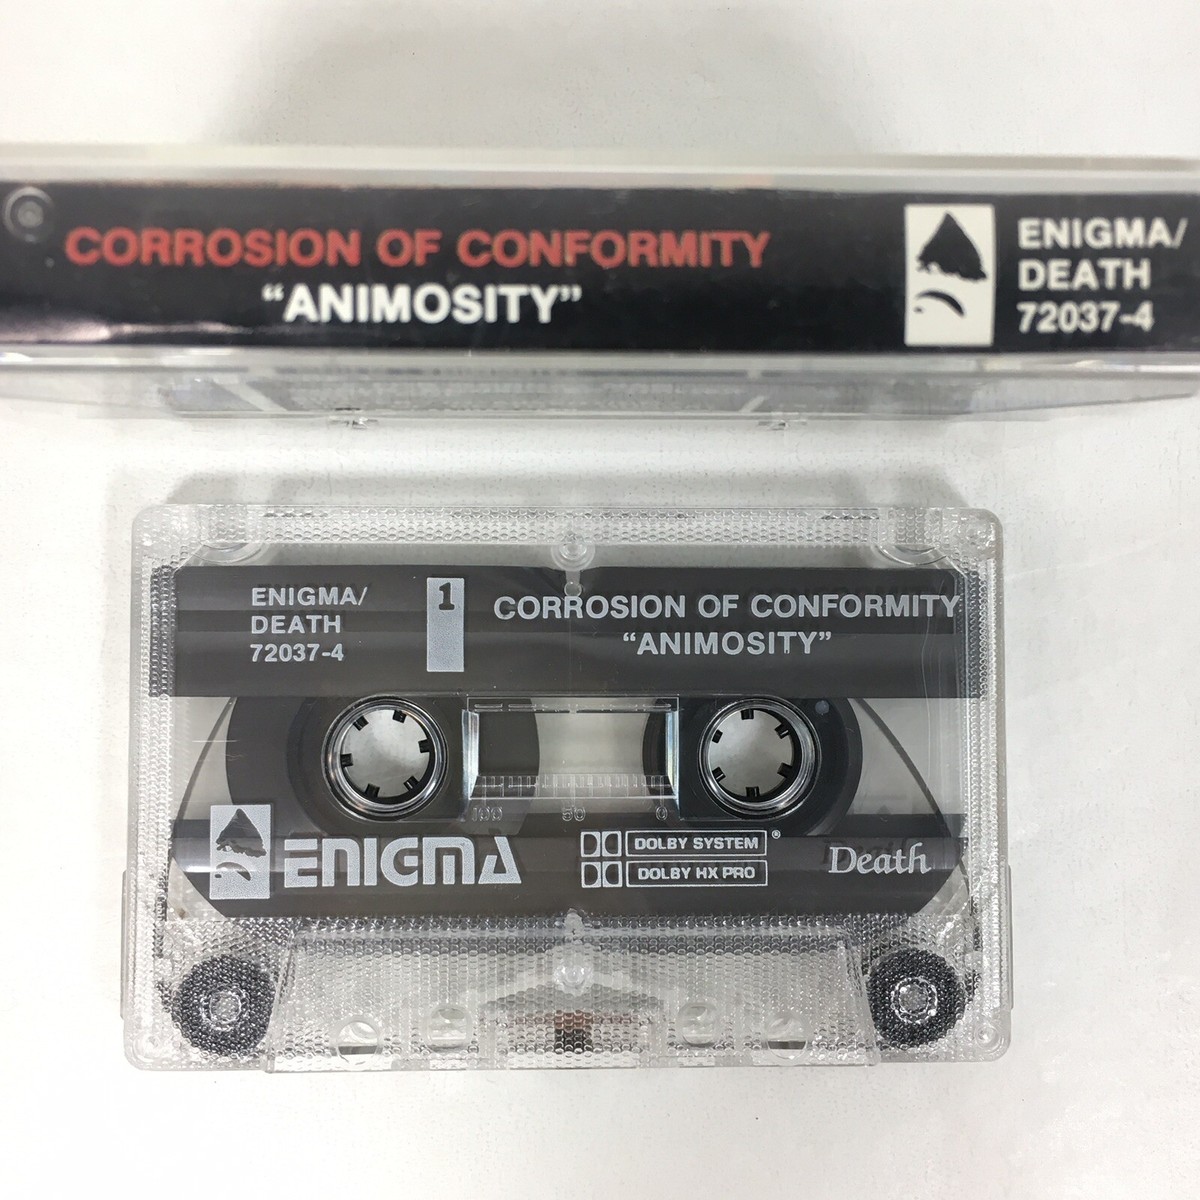 CORROSION OF CONFORMITY
"ANIMOSITY"
ENIGMA/
DEATH
72037-4
ENIGMA/
DEATH
72037-4
1
CORROSION OF CONFORMITY
"ANIMOSITY"
100 50 0
ENIGMA
DOLBY SYSTEM®
DOLBY HX PRO
Death